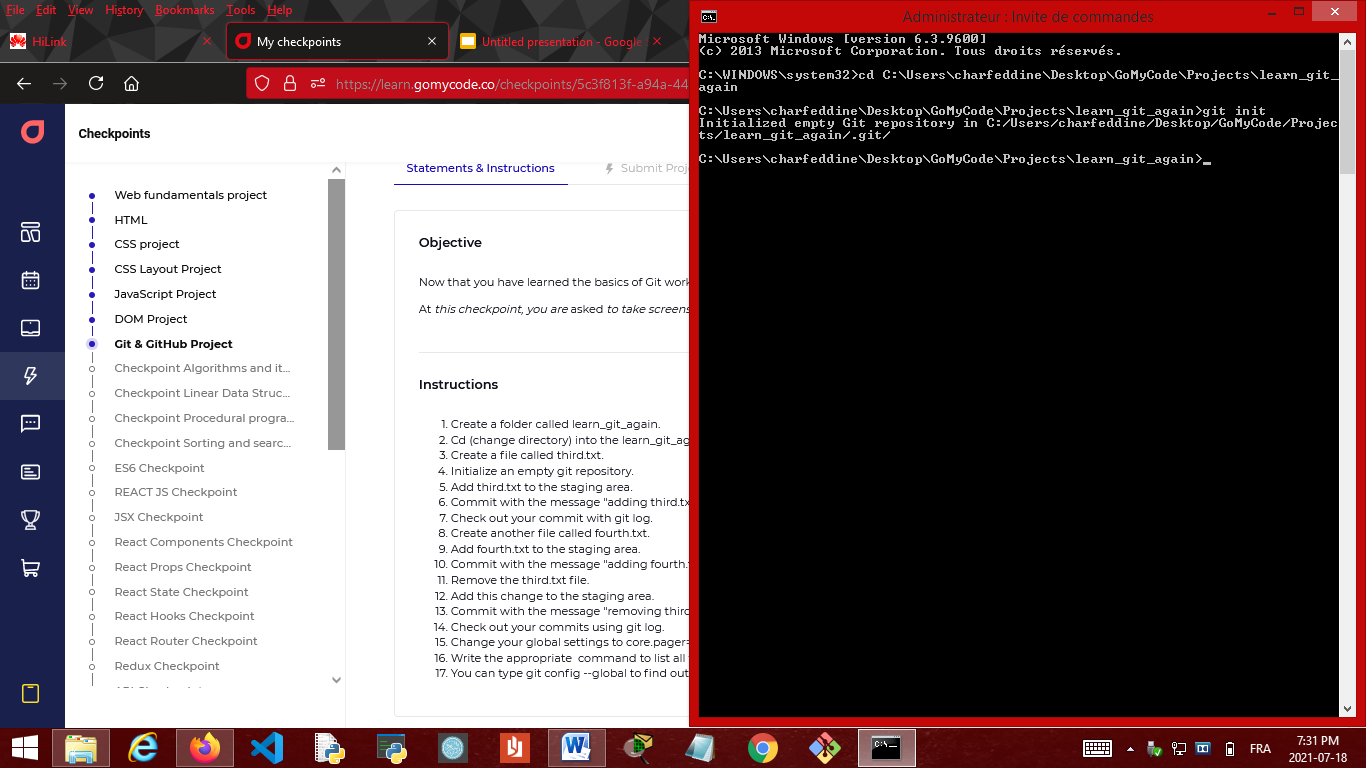 File Edit View History Bookmarks Tools Help
HiLink
My checkpoints
Untitled presentation - Google
https://learn.gomycode.co/checkpoints/5c3f813f-a94a-44
Checkpoints
Web fundamentals project
HTML
CSS project
CSS Layout Project
JavaScript Project
DOM Project
Git & GitHub Project
Checkpoint Algorithms and it...
Checkpoint Linear Data Struc...
Checkpoint Procedural progra...
Checkpoint Sorting and searc...
ES6 Checkpoint
REACT JS Checkpoint
JSX Checkpoint
React Components Checkpoint
React Props Checkpoint
React State Checkpoint
React Hooks Checkpoint
React Router Checkpoint
Redux Checkpoint
Statements & Instructions
Submit Proj
Objective
Now that you have learned the basics of Git work
At this checkpoint, you are asked to take screens
Instructions
1. Create a folder called learn_git_again.
2. Cd (change directory) into the learn_git_ag
3. Create a file called third.txt.
4. Initialize an empty git repository.
5. Add third.txt to the staging area.
6. Commit with the message "adding third.tx
7. Check out your commit with git log.
8. Create another file called fourth.txt.
9. Add fourth.txt to the staging area.
10. Commit with the message "adding fourth.t
11. Remove the third.txt file.
12. Add this change to the staging area.
13. Commit with the message "removing third
14. Check out your commits using git log.
15. Change your global settings to core.pager=
16. Write the appropriate command to list all
17. You can type git config --global to find out
Administrateur : Invite de commandes
Microsoft Windows [version 6.3.9600]
(c) 2013 Microsoft Corporation. Tous droits réservés.
C:\WINDOWS\system32>cd C:\Users\charfeddine\Desktop\GoMyCode\Projects\learn_git_
again
C:\Users\charfeddine\Desktop\GoMyCode\Projects\learn_git_again>git init
Initialized empty Git repository in C:/Users/charfeddine/Desktop/GoMyCode/Projec
ts/learn_git_again/.git/
C:\Users\charfeddine\Desktop\GoMyCode\Projects\learn_git_again>_
FRA
7:31 PM
2021-07-18